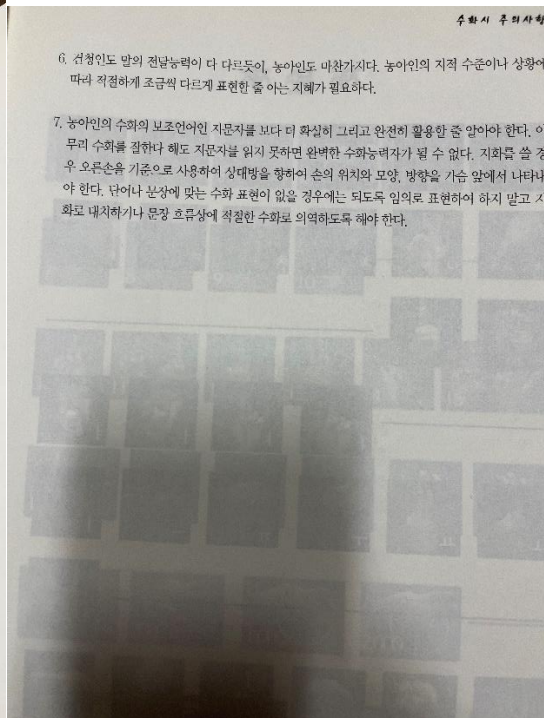 수화시 주의사항
6. 건청인도 말의 전달능력이 다 다르듯이, 농아인도 마찬가지다. 농아인의 지적 수준이나 상황에
따라 적절하게 조금씩 다르게 표현할 줄 아는 지혜가 필요하다.
7. 농아인의 수화의 보조언어인 지문자를 보다 더 확실히 그리고 완전히 활용할 줄 알아야 한다. 아
무리 수화를 잘한다 해도 지문자를 읽지 못하면 완벽한 수화능력자가 될 수 없다. 지화를 쓸 경
우 오른손을 기준으로 사용하여 상대방을 향하여 손의 위치와 모양, 방향을 가슴 앞에서 나타나
야 한다. 단어나 문장에 맞는 수화 표현이 없을 경우에는 되도록 임의로 표현하여 하지 말고 지
화로 대치하거나 문장 흐름상에 적절한 수화로 의역하도록 해야 한다.